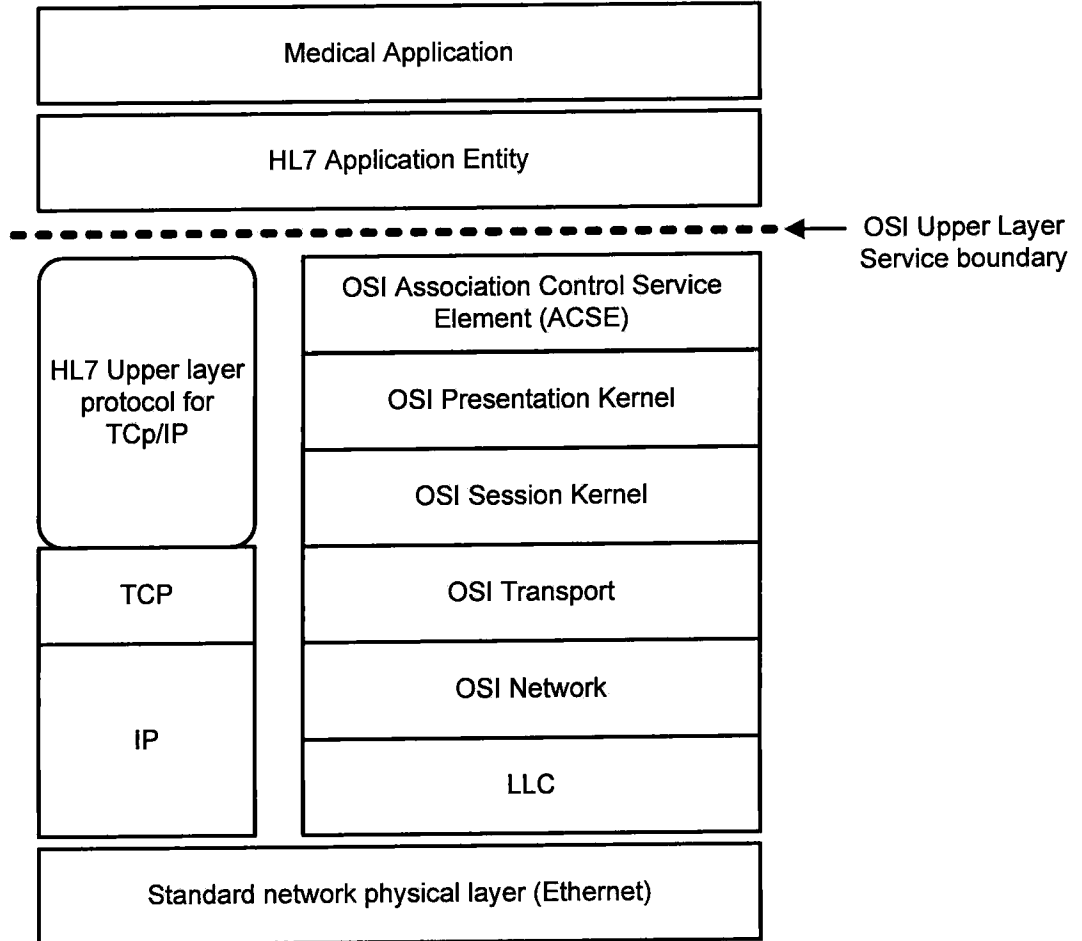 Medical Application
HL7 Application Entity
OSI Upper Layer
Service boundary
HL7 Upper layer
protocol for
TCp/IP
TCP
IP
OSI Association Control Service
Element (ACSE)
OSI Presentation Kernel
OSI Session Kernel
OSI Transport
OSI Network
LLC
Standard network physical layer (Ethernet)